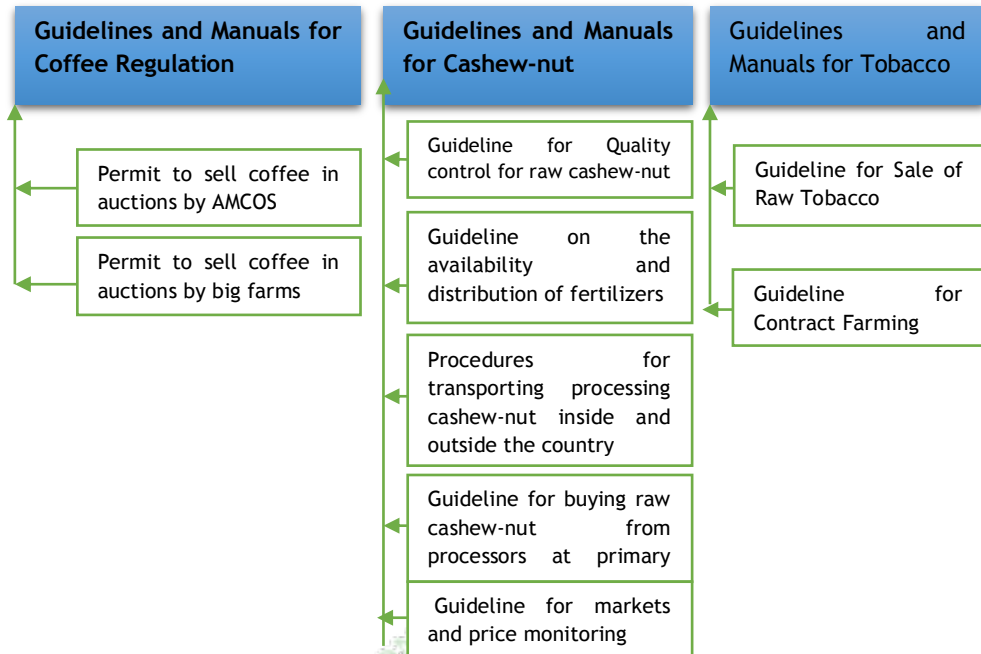 Guidelines and Manuals for
Coffee Regulation
Permit to sell coffee in
auctions by AMCOS
Permit to sell coffee in
auctions by big farms
Guidelines and Manuals
for Cashew-nut
Guideline for Quality
control for raw cashew-nut
Guideline on the
availability and
distribution of fertilizers
Procedures for
transporting processing
cashew-nut inside and
outside the country
Guideline for buying raw
cashew-nut from
processors at primary
Guideline for markets
and price monitoring
Guidelines and
Manuals for Tobacco
Guideline for Sale of
Raw Tobacco
Guideline for
Contract Farming